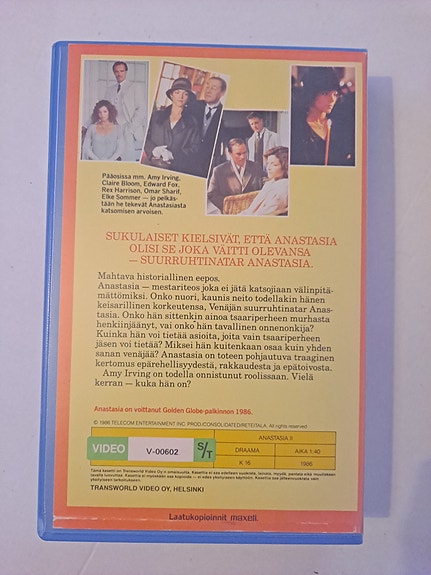 Pääosissa mm. Amy Irving,
Claire Bloom, Edward Fox,
Rex Harrison, Omar Sharif,
Elke Sommer — jo pelkäs-
tään he tekevät Anastasiasta
katsomisen arvoisen.
SUKULAISET KIELSIVÄT, ETTÄ ANASTASIA
OLISI SE JOKA VÄITTI OLEVANSA
— SUURRUHTINATAR ANASTASIA.
Mahtava historiallinen eepos.
Anastasia — mestariteos joka ei jätä katsojiaan välinpitä-
mättömiksi. Onko nuori, kaunis neito todellakin hänen
keisarillinen korkeutensa, Venäjän suurruhtinatar Anas-
tasia. Onko hän sittenkin ainoa tsaariperheen murhasta
henkiinjäänyt, vai onko hän tavallinen onnenonkija?
Kuinka hän voi tietää asioita, joita vain tsaariperheen
jäsen voi tietää? Miksei hän kuitenkaan osaa kuin yhden
sanan venäjää? Anastasia on toteen pohjautuva traaginen
kertomus epärehellisyydestä, rakkaudesta ja epätoivosta.
Amy Irving on todella onnistunut roolissaan. Vielä
kerran — kuka hän on?
Anastasia on voittanut Golden Globe-palkinnon 1986.
© 1986 TELECOM ENTERTAINMENT INC. PROD/CONSOLIDATED/REITEITALA. All rights reserved
VIDEO V-00602 S/T
ANASTASIA II
DRAAMA AIKA 1.40
K 16 1986
TRANSWORLD VIDEO OY, HELSINKI
Laatukopioinnit maxell